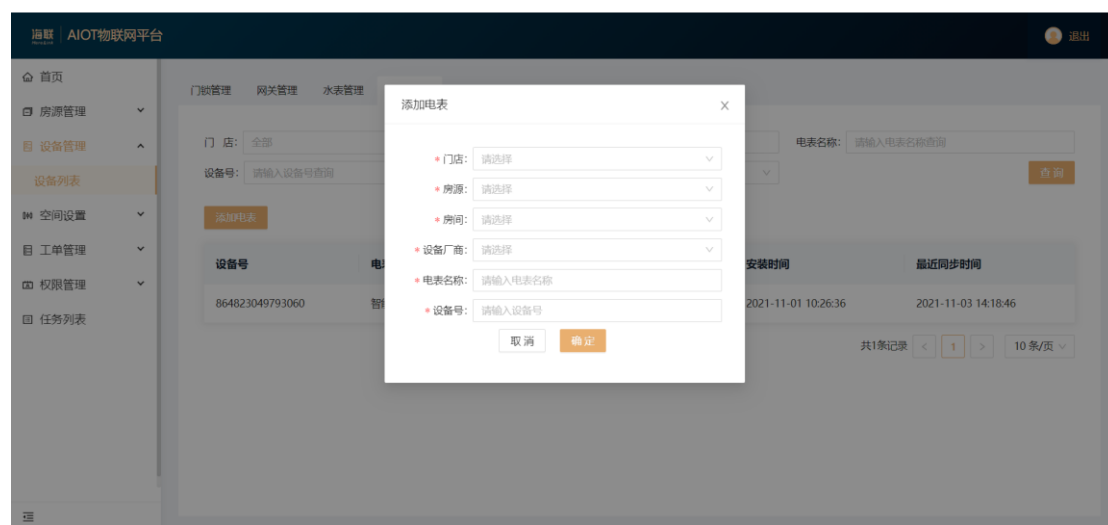 海联 AIOT物联网平台
退出
首页
房源管理
设备管理
设备列表
空间设置
工单管理
权限管理
任务列表
门锁管理 网关管理 水表管理
门 店: 全部
电表名称: 请输入电表名称查询
设备号: 请输入设备号查询
查 询
添加电表
设备号 安装时间 最近同步时间
864823049793060 2021-11-01 10:26:36 2021-11-03 14:18:46
共1条记录 < 1 > 10 条/页
添加电表
* 门店: 请选择
* 房源: 请选择
* 房间: 请选择
* 设备厂商: 请选择
* 电表名称: 请输入电表名称
* 设备号: 请输入设备号
取 消 确 定